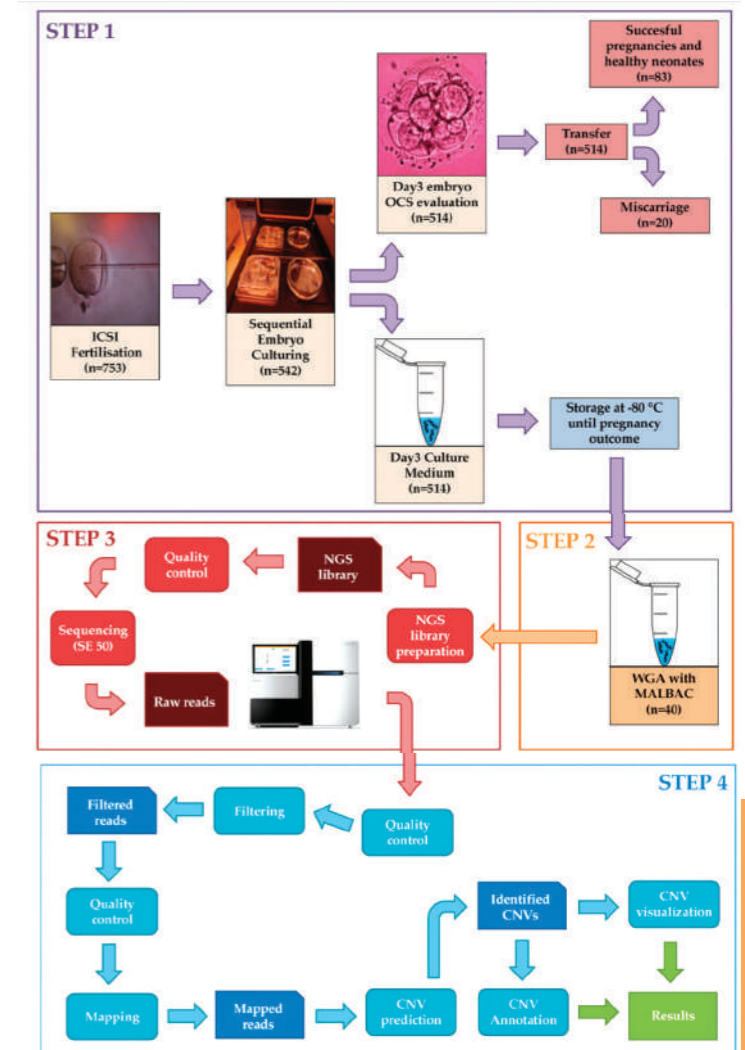 STEP 1
Succesful
pregnancies and
healthy neonates
(n=83)
Transfer
(n=514)
Miscarriage
(n=20)
Day3 embryo
OCS evaluation
(n=514)
ICSI
Fertilisation
(n=753)
Sequential
Embryo
Culturing
(n=542)
Day3 Culture
Medium
(n=514)
Storage at -80 °C
until pregnancy
outcome
STEP 2
WGA with
MALBAC
(n=40)
STEP 3
NGS
library
preparation
NGS
library
Quality
control
Sequencing
(SE 50)
Raw reads
STEP 4
Quality
control
Filtering
Filtered
reads
Quality
control
Mapping
Mapped
reads
CNV
prediction
Identified
CNVs
CNV
visualization
CNV
Annotation
Results